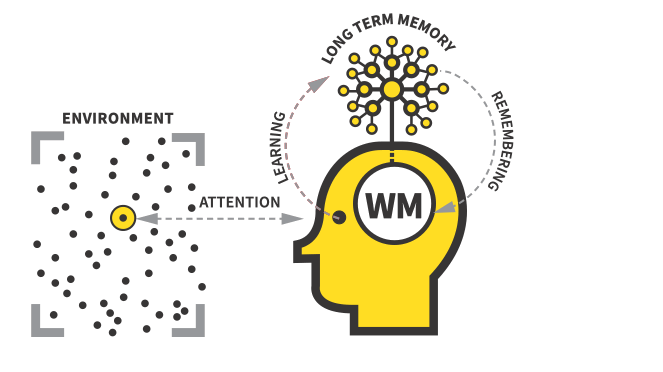 LONG TERM MEMORY
ENVIRONMENT
LEARNING
REMEMBERING
ATTENTION
WM